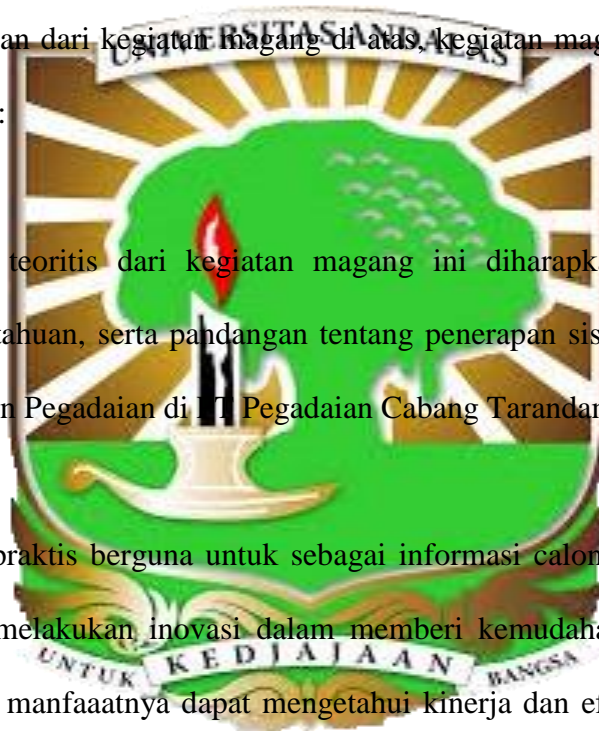 an dari kegiatan magang di atas, kegiatan mag
UNIVERSITAS ANDALAS
:
teoritis dari kegiatan magang ini diharapka
tahuan, serta pandangan tentang penerapan sis
n Pegadaian di PT Pegadaian Cabang Tarandan
praktis berguna untuk sebagai informasi calon
melakukan inovasi dalam memberi kemudaha
UNTUK KEDJAJAAN BANGSA
manfaaatnya dapat mengetahui kinerja dan ef